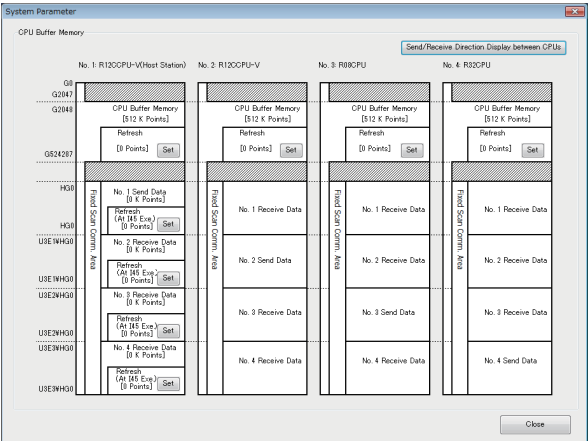 System Parameter
CPU Buffer Memory
Send/Receive Direction Display between CPUs
No. 1: R12CCPU-V(Host Station)
No. 2: R12CCPU-V
No. 3: R08CPU
No. 4: R32CPU
G0
G2047
G2048
G524287
HG0
HG0
U3E1¥HG0
U3E1¥HG0
U3E2¥HG0
U3E2¥HG0
U3E3¥HG0
U3E3¥HG0
CPU Buffer Memory
[512 K Points]
Refresh
[0 Points]
Set
Fixed Scan Comm. Area
No. 1 Send Data
[0 K Points]
Refresh
(At I45 Exe.)
[0 Points]
Set
No. 2 Receive Data
[0 K Points]
Refresh
(At I45 Exe.)
[0 Points]
Set
No. 3 Receive Data
[0 K Points]
Refresh
(At I45 Exe.)
[0 Points]
Set
No. 4 Receive Data
[0 K Points]
Refresh
(At I45 Exe.)
[0 Points]
Set
CPU Buffer Memory
[512 K Points]
Refresh
[0 Points]
Set
Fixed Scan Comm. Area
No. 1 Receive Data
No. 2 Send Data
No. 3 Receive Data
No. 4 Receive Data
CPU Buffer Memory
[512 K Points]
Refresh
[0 Points]
Set
Fixed Scan Comm. Area
No. 1 Receive Data
No. 2 Receive Data
No. 3 Send Data
No. 4 Receive Data
CPU Buffer Memory
[512 K Points]
Refresh
[0 Points]
Set
Fixed Scan Comm. Area
No. 1 Receive Data
No. 2 Receive Data
No. 3 Receive Data
No. 4 Send Data
Close